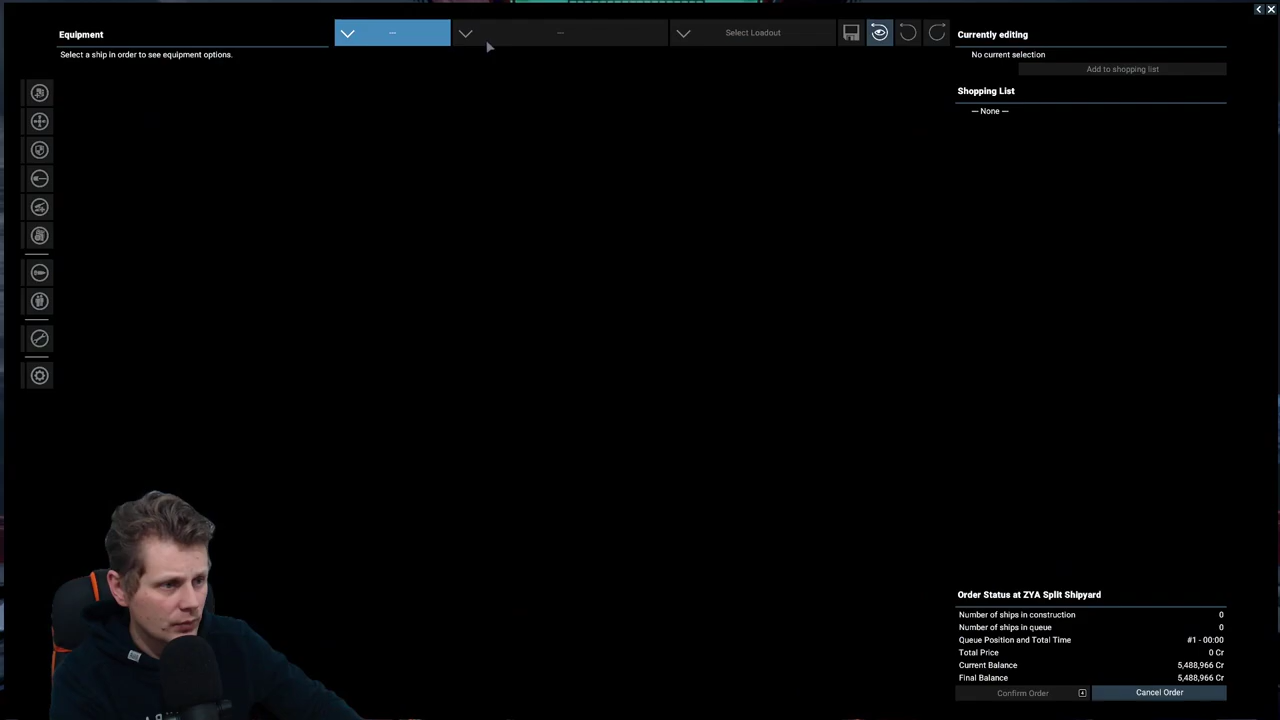 Equipment
Select a ship in order to see equipment options.
---
---
Select Loadout
Currently editing
No current selection
Add to shopping list
Shopping List
— None —
Order Status at ZYA Split Shipyard
Number of ships in construction 0
Number of ships in queue 0
Queue Position and Total Time #1 - 00:00
Total Price 0 Cr
Current Balance 5,488,966 Cr
Final Balance 5,488,966 Cr
Confirm Order
Cancel Order